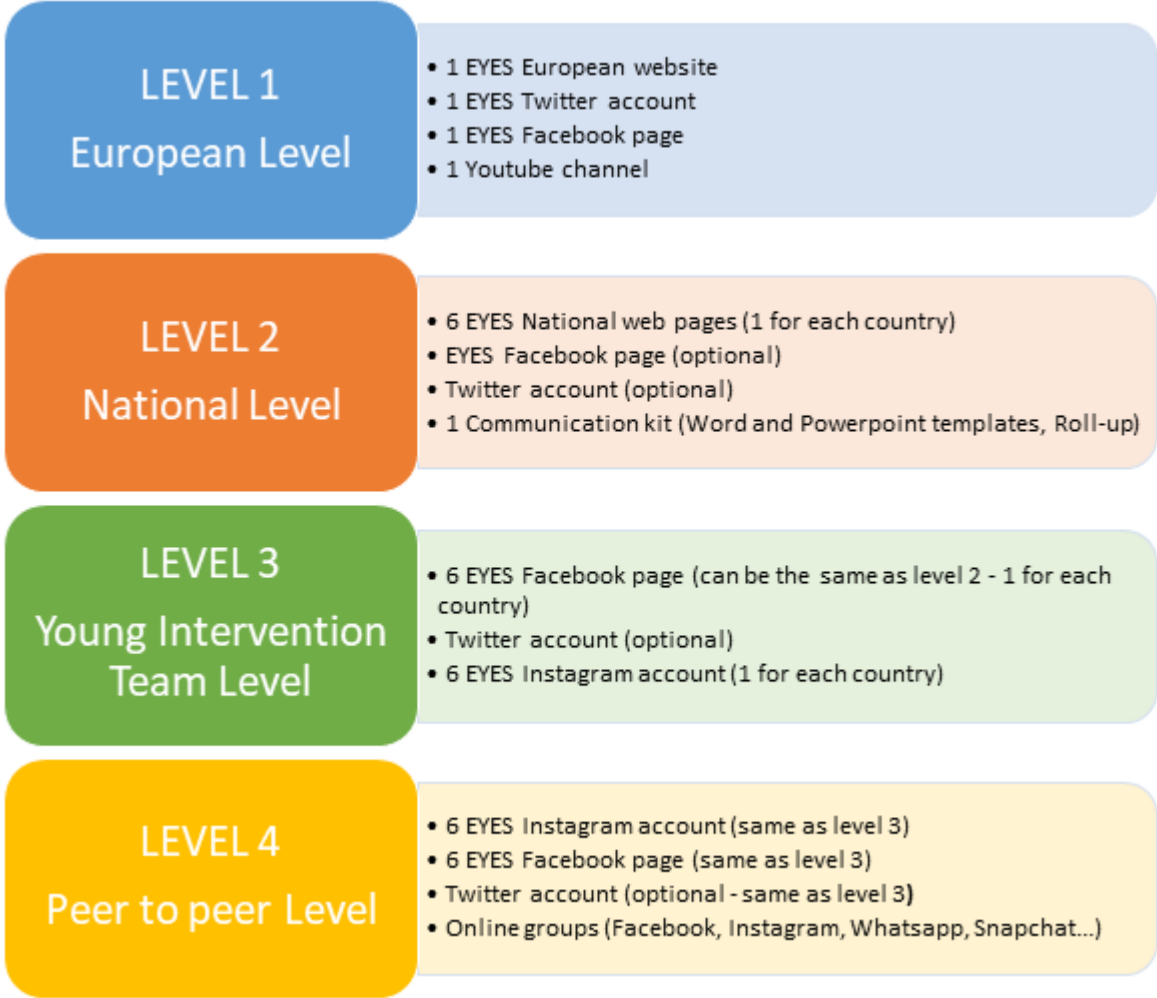 LEVEL 1
European Level
• 1 EYES European website
• 1 EYES Twitter account
• 1 EYES Facebook page
• 1 Youtube channel
LEVEL 2
National Level
• 6 EYES National web pages (1 for each country)
• EYES Facebook page (optional)
• Twitter account (optional)
• 1 Communication kit (Word and Powerpoint templates, Roll-up)
LEVEL 3
Young Intervention
Team Level
• 6 EYES Facebook page (can be the same as level 2 - 1 for each
country)
• Twitter account (optional)
• 6 EYES Instagram account (1 for each country)
LEVEL 4
Peer to peer Level
• 6 EYES Instagram account (same as level 3)
• 6 EYES Facebook page (same as level 3)
• Twitter account (optional - same as level 3)
• Online groups (Facebook, Instagram, Whatsapp, Snapchat...)